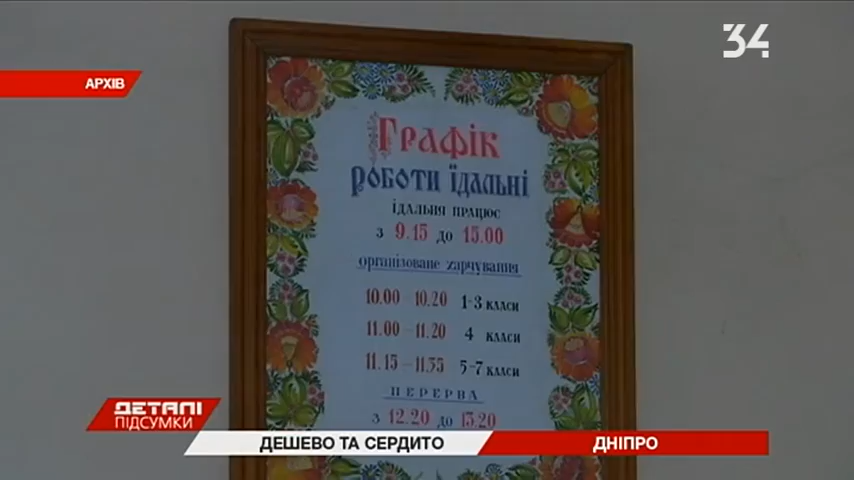 34
АРХІВ
Графік
роботи їдальні
їдальня працює
з 9.15 до 15.00
організоване харчування
10.00 – 10.20 1-3 класи
11.00 – 11.20 4 класи
11.15 – 11.35 5-7 класи
ПЕРЕРВА
з 12.20 до 13.20
ДЕТАЛІ
ПІДСУМКИ
ДЕШЕВО ТА СЕРДИТО
ДНІПРО